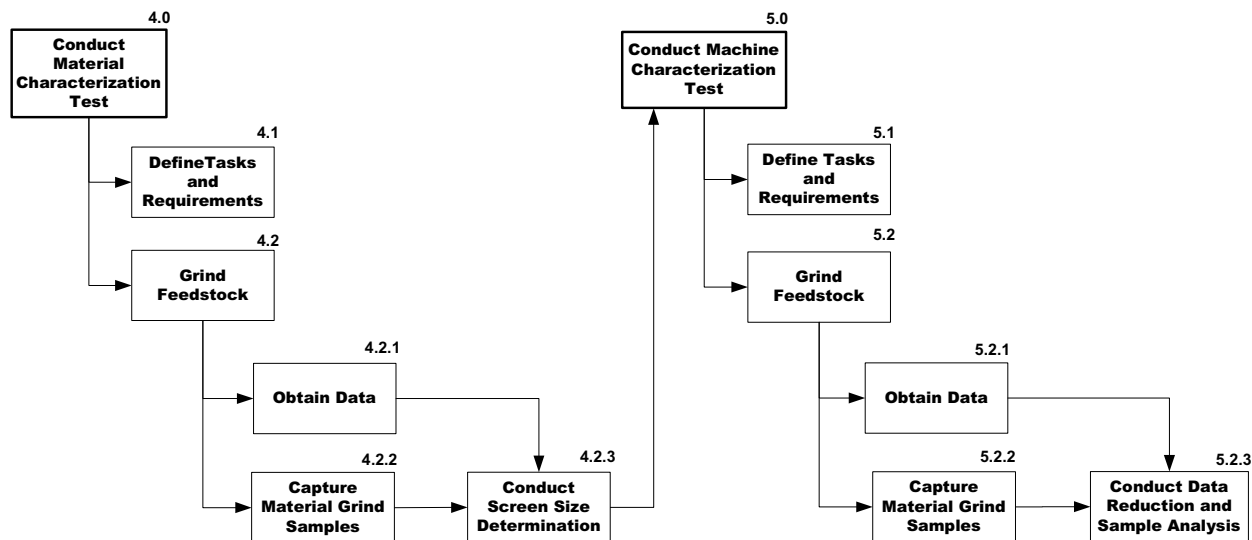 4.0
Conduct
Material
Characterization
Test
4.1
DefineTasks
and
Requirements
4.2
Grind
Feedstock
4.2.1
Obtain Data
4.2.2
Capture
Material Grind
Samples
4.2.3
Conduct
Screen Size
Determination
5.0
Conduct Machine
Characterization
Test
5.1
Define Tasks
and
Requirements
5.2
Grind
Feedstock
5.2.1
Obtain Data
5.2.2
Capture
Material Grind
Samples
5.2.3
Conduct Data
Reduction and
Sample Analysis